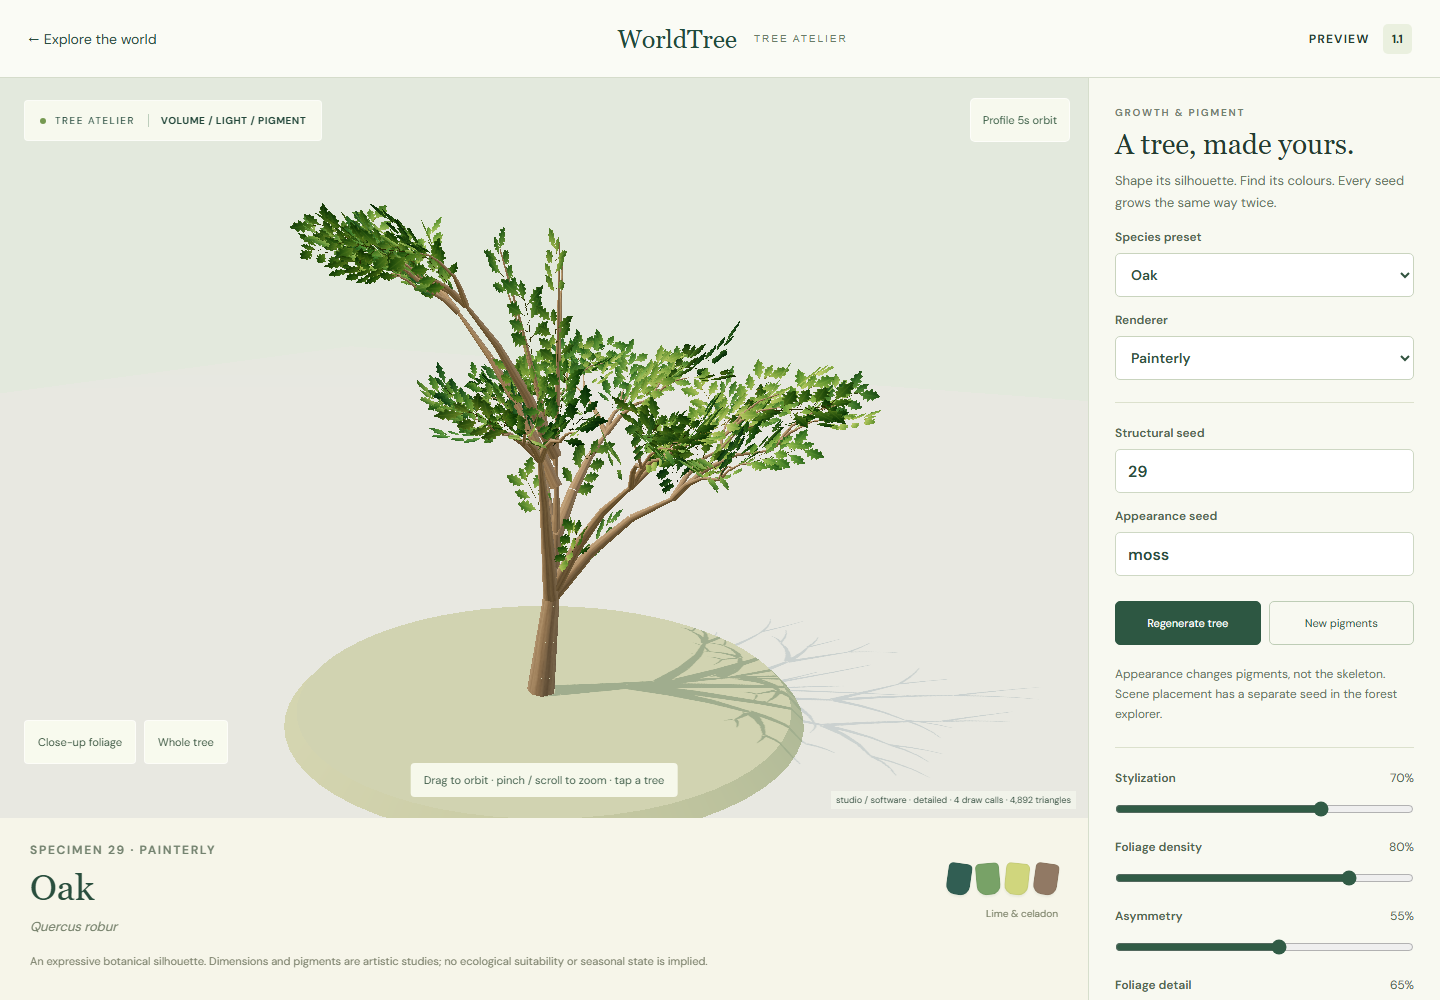 ← Explore the world
WorldTree TREE ATELIER
PREVIEW 1.1
TREE ATELIER VOLUME / LIGHT / PIGMENT
Profile 5s orbit
Close-up foliage
Whole tree
Drag to orbit · pinch / scroll to zoom · tap a tree
studio / software · detailed · 4 draw calls · 4,892 triangles
SPECIMEN 29 · PAINTERLY
Oak
Quercus robur
An expressive botanical silhouette. Dimensions and pigments are artistic studies; no ecological suitability or seasonal state is implied.
Lime & celadon
GROWTH & PIGMENT
A tree, made yours.
Shape its silhouette. Find its colours. Every seed
grows the same way twice.
Species preset
Oak
Renderer
Painterly
Structural seed
29
Appearance seed
moss
Regenerate tree
New pigments
Appearance changes pigments, not the skeleton.
Scene placement has a separate seed in the forest
explorer.
Stylization 70%
Foliage density 80%
Asymmetry 55%
Foliage detail 65%